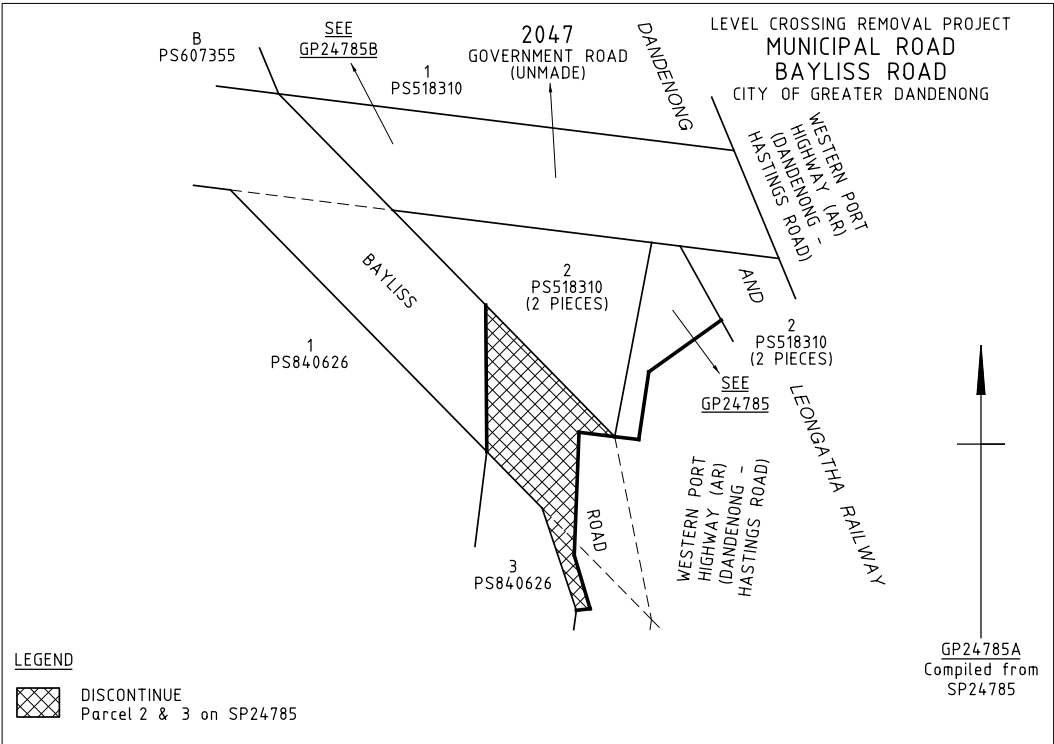 LEVEL CROSSING REMOVAL PROJECT
MUNICIPAL ROAD
BAYLISS ROAD
CITY OF GREATER DANDENONG
B
PS607355
SEE
GP24785B
1
PS518310
2047
GOVERNMENT ROAD
(UNMADE)
DANDENONG
WESTERN PORT
HIGHWAY (AR)
(DANDENONG -
HASTINGS ROAD)
BAYLISS
2
PS518310
(2 PIECES)
AND
2
PS518310
(2 PIECES)
1
PS840626
SEE
GP24785
LEONGATHA RAILWAY
WESTERN PORT
HIGHWAY (AR)
(DANDENONG -
HASTINGS ROAD)
ROAD
3
PS840626
GP24785A
Compiled from
SP24785
LEGEND
DISCONTINUE
Parcel 2 & 3 on SP24785